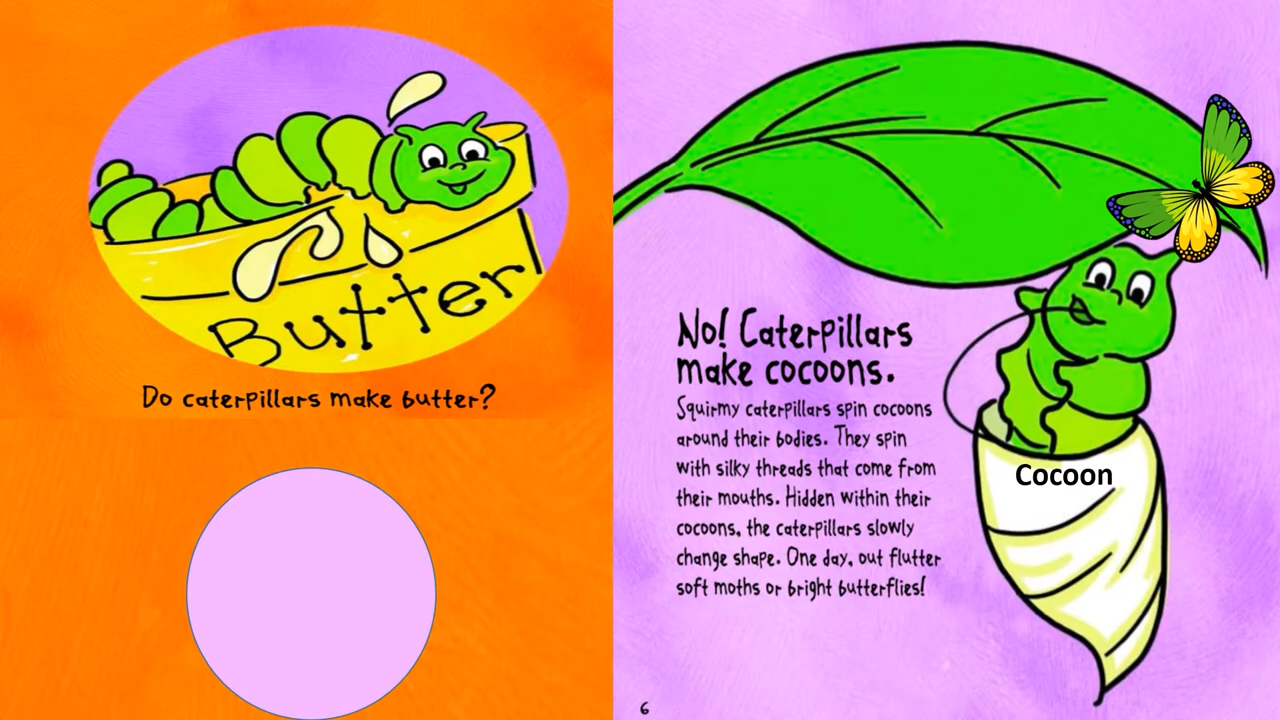 Butter
Do caterpillars make butter?
No! Caterpillars
make cocoons.
Squirmy caterpillars spin cocoons
around their bodies. They spin
with silky threads that come from
their mouths. Hidden within their
cocoons, the caterpillars slowly
change shape. One day, out flutter
soft moths or bright butterflies!
Cocoon
6